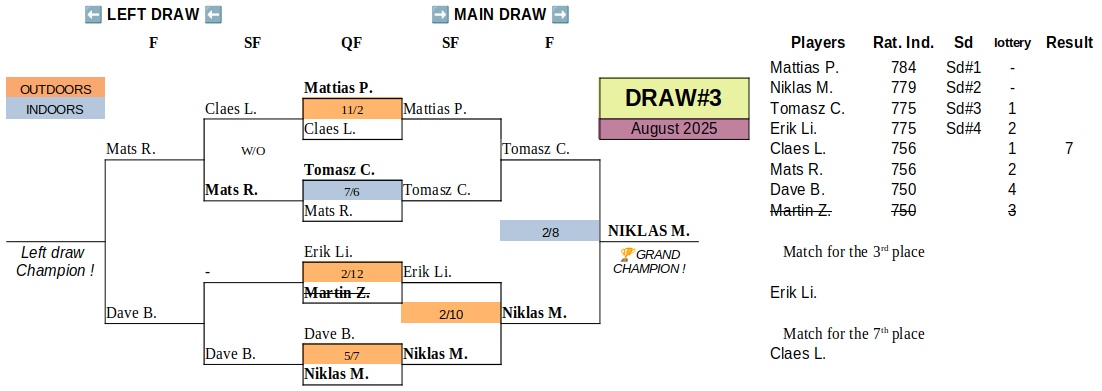 ⬅ LEFT DRAW ⬅ ➡ MAIN DRAW ➡
F SF QF SF F
Players Rat. Ind. Sd lottery Result
Mattias P. 784 Sd#1 -
Niklas M. 779 Sd#2 -
Tomasz C. 775 Sd#3 1
Erik Li. 775 Sd#4 2
Claes L. 756 1 7
Mats R. 756 2
Dave B. 750 4
Martin Z. 750 3
OUTDOORS
INDOORS
DRAW#3
August 2025
Mattias P.
Claes L. 11/2 Mattias P.
Claes L.
Mats R. W/O Tomasz C.
Tomasz C.
Mats R. 7/6 Tomasz C.
Mats R.
2/8 NIKLAS M.
Left draw
Champion !
🏆GRAND
CHAMPION !
Erik Li.
- 2/12 Erik Li.
Martin Z.
Dave B. 2/10 Niklas M.
Dave B.
Dave B. 5/7 Niklas M.
Niklas M.
Match for the 3rd place
Erik Li.
Match for the 7th place
Claes L.